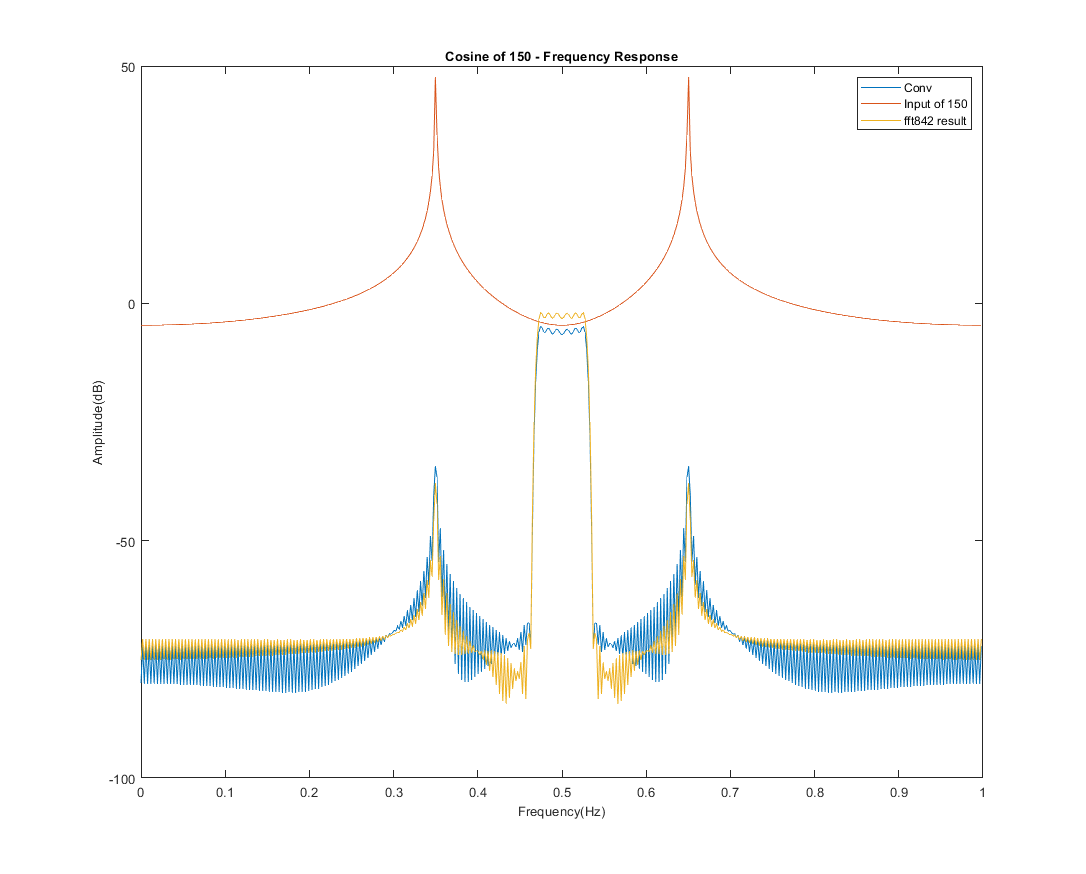 Cosine of 150 - Frequency Response
50
Conv
Input of 150
fft842 result
0
Amplitude(dB)
-50
-100
0 0.1 0.2 0.3 0.4 0.5 0.6 0.7 0.8 0.9 1
Frequency(Hz)